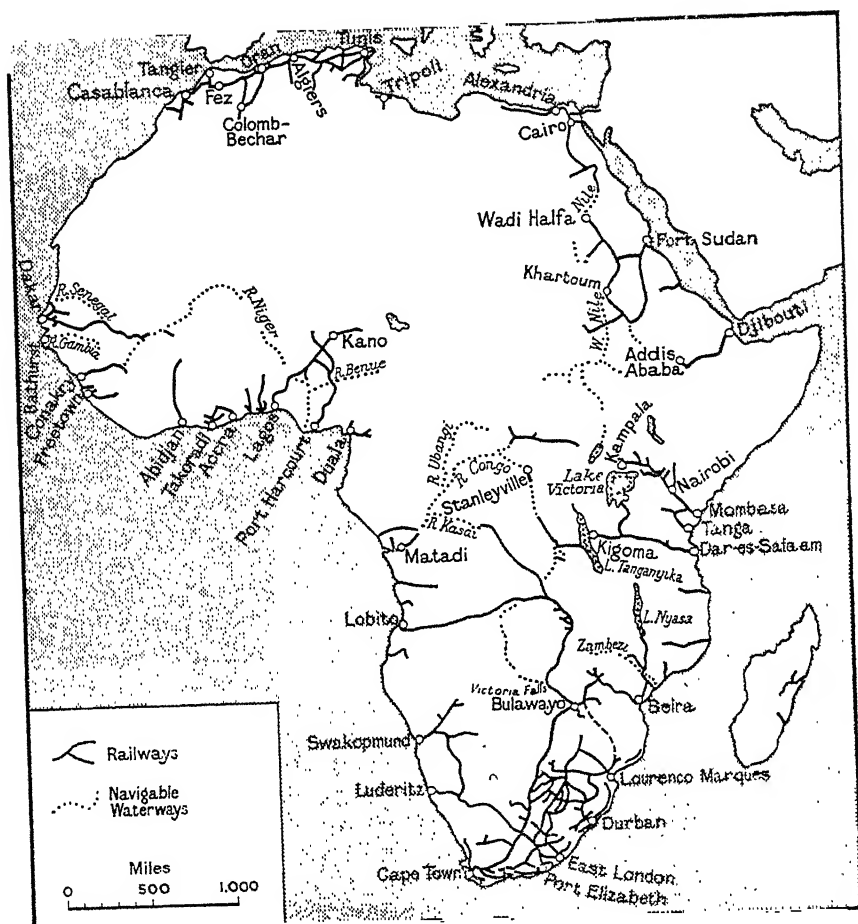 Tangier
Oran
Tunis
Casablanca
Fez
Algiers
Tripoli
Alexandria
Colomb-
Bechar
Cairo
Nile
Wadi Halfa
Port Sudan
Khartoum
Dakar
R. Senegal
R. Niger
W. Nile
Djibouti
R. Gambia
Kano
Addis
Ababa
Bathurst
R. Benue
Conakry
Freetown
Kampala
Abidjan
Takoradi
Accra
Lagos
Port Harcourt
Duala
R. Ubangi
R. Congo
Stanleyville
Lake
Victoria
Nairobi
Mombasa
Tanga
R. Kasai
Matadi
Kigoma
Dar-es-Salaam
L. Tanganyika
Lobito
L. Nyasa
Zambezi
Victoria Falls
Bulawayo
Beira
Swakopmund
Lourenco Marques
Luderitz
Durban
East London
Cape Town
Port Elizabeth
Railways
Navigable
Waterways
Miles
0 500 1.000